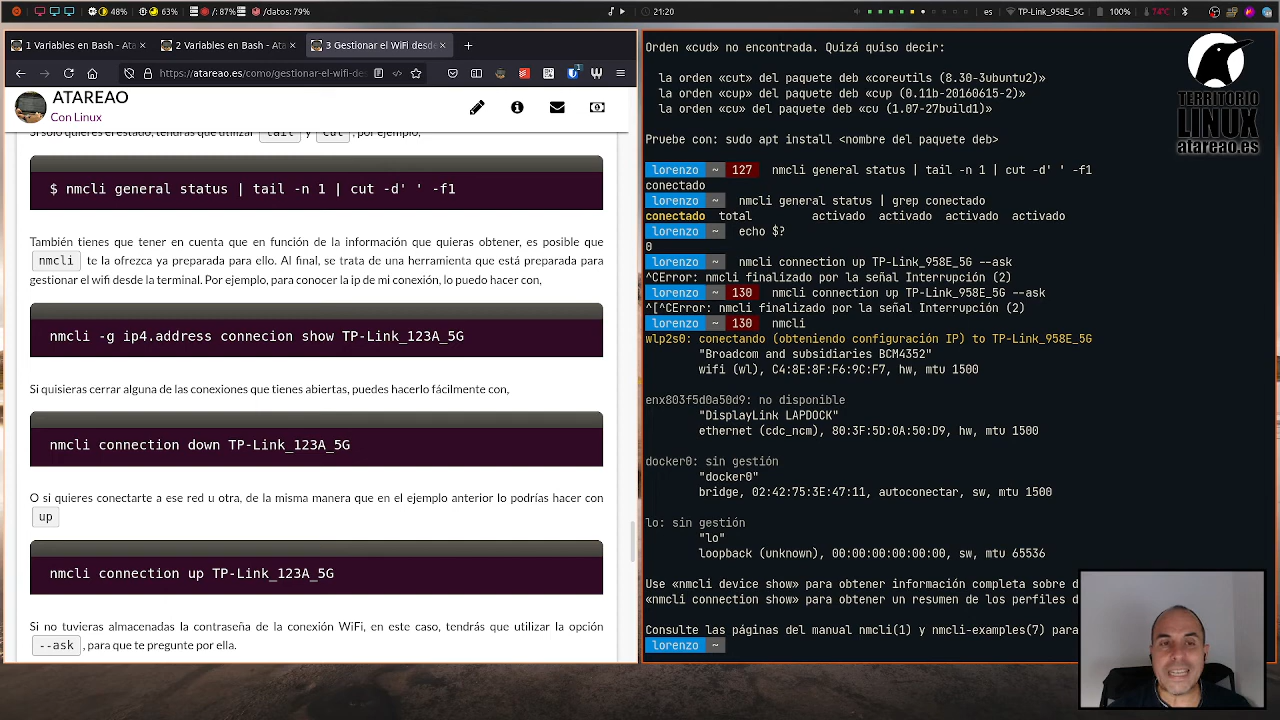 48% 63% /:87% /datos: 79% 21:20 es TP-Link_958E_5G 100% 74°C
1 Variables en Bash - Ata
2 Variables en Bash - Ata
3 Gestionar el WiFi desde
https://atareao.es/como/gestionar-el-wifi-de
ATAREAO
Con Linux
Si solo quieres el estado, tendrás que utilizar tail y cut, por ejemplo,
$ nmcli general status | tail -n 1 | cut -d' ' -f1
También tienes que tener en cuenta que en función de la información que quieras obtener, es posible que
nmcli te la ofrezca ya preparada para ello. Al final, se trata de una herramienta que está preparada para
gestionar el wifi desde la terminal. Por ejemplo, para conocer la ip de mi conexión, lo puedo hacer con,
nmcli -g ip4.address connecion show TP-Link_123A_5G
Si quisieras cerrar alguna de las conexiones que tienes abiertas, puedes hacerlo fácilmente con,
nmcli connection down TP-Link_123A_5G
O si quieres conectarte a ese red u otra, de la misma manera que en el ejemplo anterior lo podrías hacer con
up
nmcli connection up TP-Link_123A_5G
Si no tuvieras almacenadas la contraseña de la conexión WiFi, en este caso, tendrás que utilizar la opción
--ask , para que te pregunte por ella.
Orden «cud» no encontrada. Quizá quiso decir:
la orden «cut» del paquete deb «coreutils (8.30-3ubuntu2)»
la orden «cup» del paquete deb «cup (0.11b-20160615-2)»
la orden «cu» del paquete deb «cu (1.07-27build1)»
Pruebe con: sudo apt install <nombre del paquete deb>
lorenzo ~ 127 nmcli general status | tail -n 1 | cut -d' ' -f1
conectado
lorenzo ~ nmcli general status | grep conectado
conectado total activado activado activado activado
lorenzo ~ echo $?
0
lorenzo ~ nmcli connection up TP-Link_958E_5G --ask
^CError: nmcli finalizado por la señal Interrupción (2)
lorenzo ~ 130 nmcli connection up TP-Link_958E_5G --ask
^[^CError: nmcli finalizado por la señal Interrupción (2)
lorenzo ~ 130 nmcli
wlp2s0: conectando (obteniendo configuración IP) to TP-Link_958E_5G
"Broadcom and subsidiaries BCM4352"
wifi (wl), C4:8E:8F:F6:9C:F7, hw, mtu 1500
enx803f5d0a50d9: no disponible
"DisplayLink LAPDOCK"
ethernet (cdc_ncm), 80:3F:5D:0A:50:D9, hw, mtu 1500
docker0: sin gestión
"docker0"
bridge, 02:42:75:3E:47:11, autoconectar, sw, mtu 1500
lo: sin gestión
"lo"
loopback (unknown), 00:00:00:00:00:00, sw, mtu 65536
Use «nmcli device show» para obtener información completa sobre d
«nmcli connection show» para obtener un resumen de los perfiles d
Consulte las páginas del manual nmcli(1) y nmcli-examples(7) para
lorenzo ~
TERRITORIO
LINUX
atareao.es